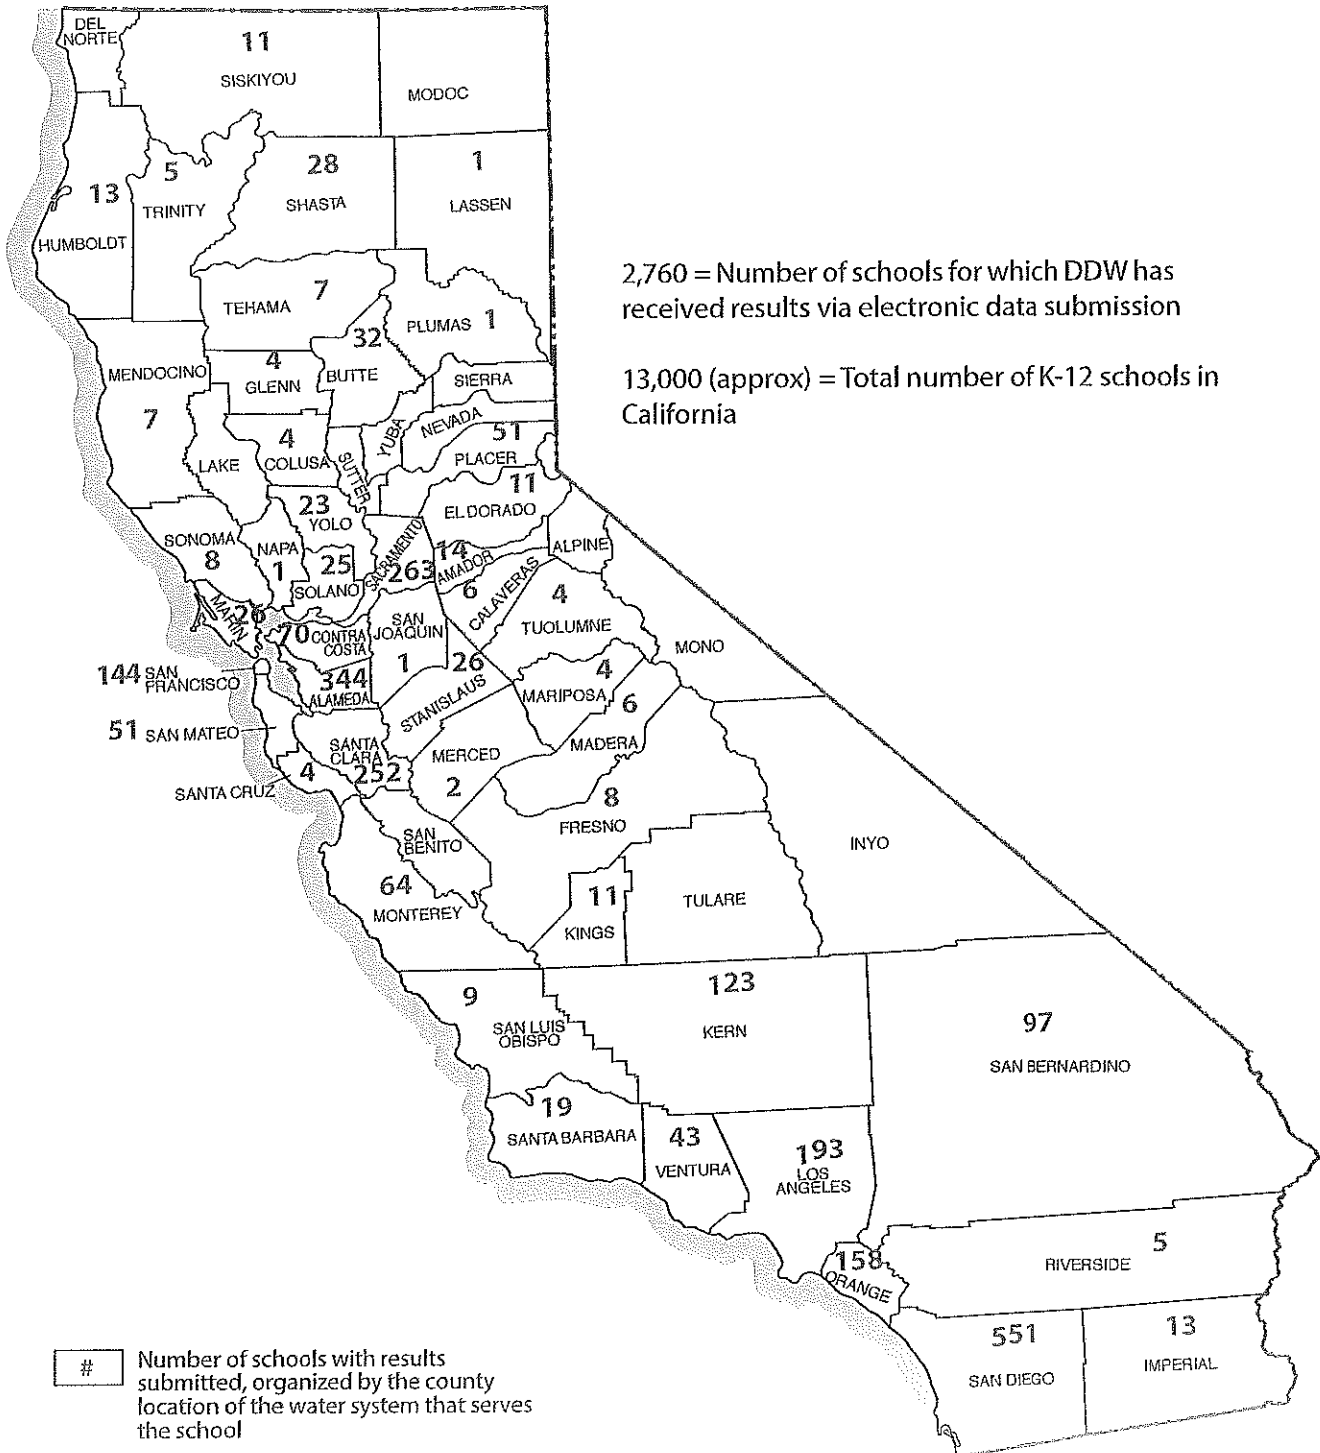 DEL
NORTE
11
SISKIYOU
MODOC
13
HUMBOLDT
5
TRINITY
28
SHASTA
1
LASSEN
2,760 = Number of schools for which DDW has
received results via electronic data submission
13,000 (approx) = Total number of K-12 schools in
California
TEHAMA 7
PLUMAS 1
32
BUTTE
MENDOCINO
7
4
GLENN
SIERRA
NEVADA
YUBA
51
PLACER
LAKE
4
COLUSA
SUTTER
11
EL DORADO
23
YOLO
SONOMA
8
NAPA
1
25
SOLANO
SACRAMENTO
263
14
AMADOR
ALPINE
6
CALAVERAS
4
TUOLUMNE
MONO
MARIN
26
70 CONTRA
COSTA
SAN
JOAQUIN
1
144 SAN
FRANCISCO
344
ALAMEDA
26
STANISLAUS
4
MARIPOSA
6
MADERA
51 SAN MATEO
SANTA
CLARA
252
MERCED
2
4
SANTA CRUZ
8
FRESNO
SAN
BENITO
INYO
64
MONTEREY
11
KINGS
TULARE
9
SAN LUIS
OBISPO
123
KERN
97
SAN BERNARDINO
19
SANTA BARBARA
43
VENTURA
193
LOS
ANGELES
158
ORANGE
5
RIVERSIDE
551
SAN DIEGO
13
IMPERIAL
# Number of schools with results
submitted, organized by the county
location of the water system that serves
the school